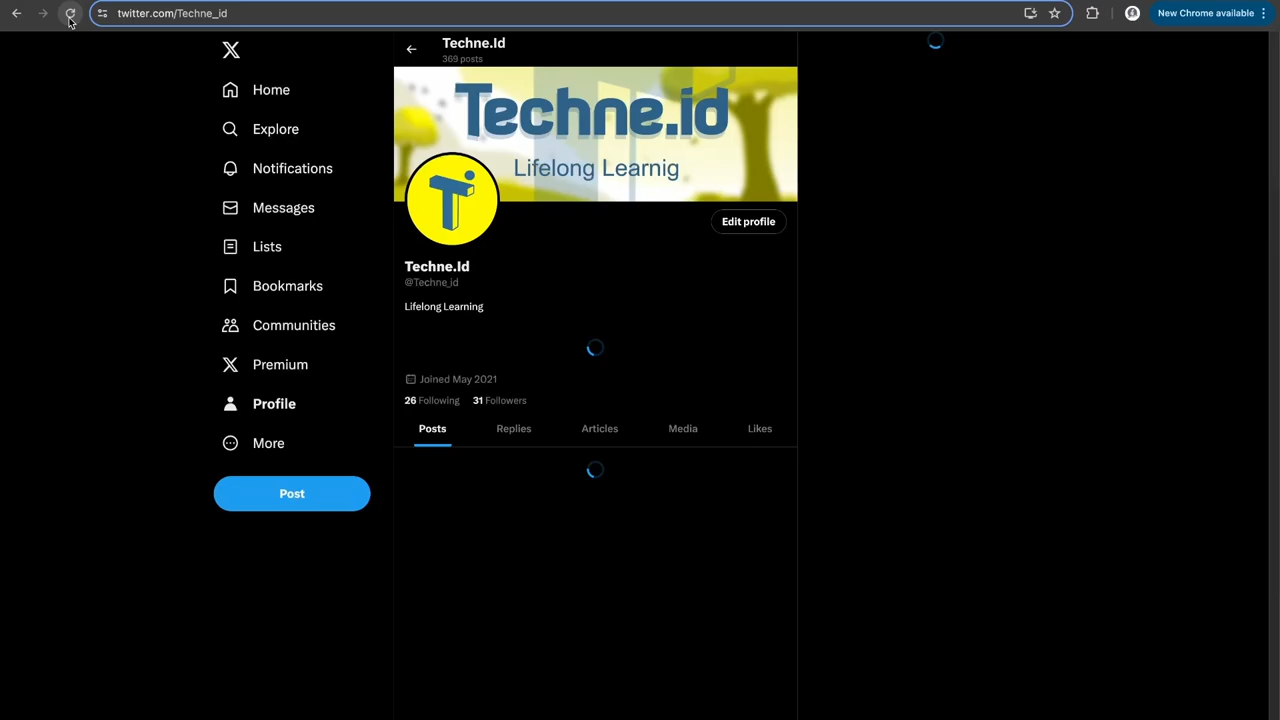 twitter.com/Techne_id
New Chrome available
Techne.Id
369 posts
Techne.id
Lifelong Learnig
Home
Explore
Notifications
Messages
Lists
Bookmarks
Communities
Premium
Profile
More
Post
T
Edit profile
Techne.Id
@Techne_id
Lifelong Learning
Joined May 2021
26 Following 31 Followers
Posts Replies Articles Media Likes